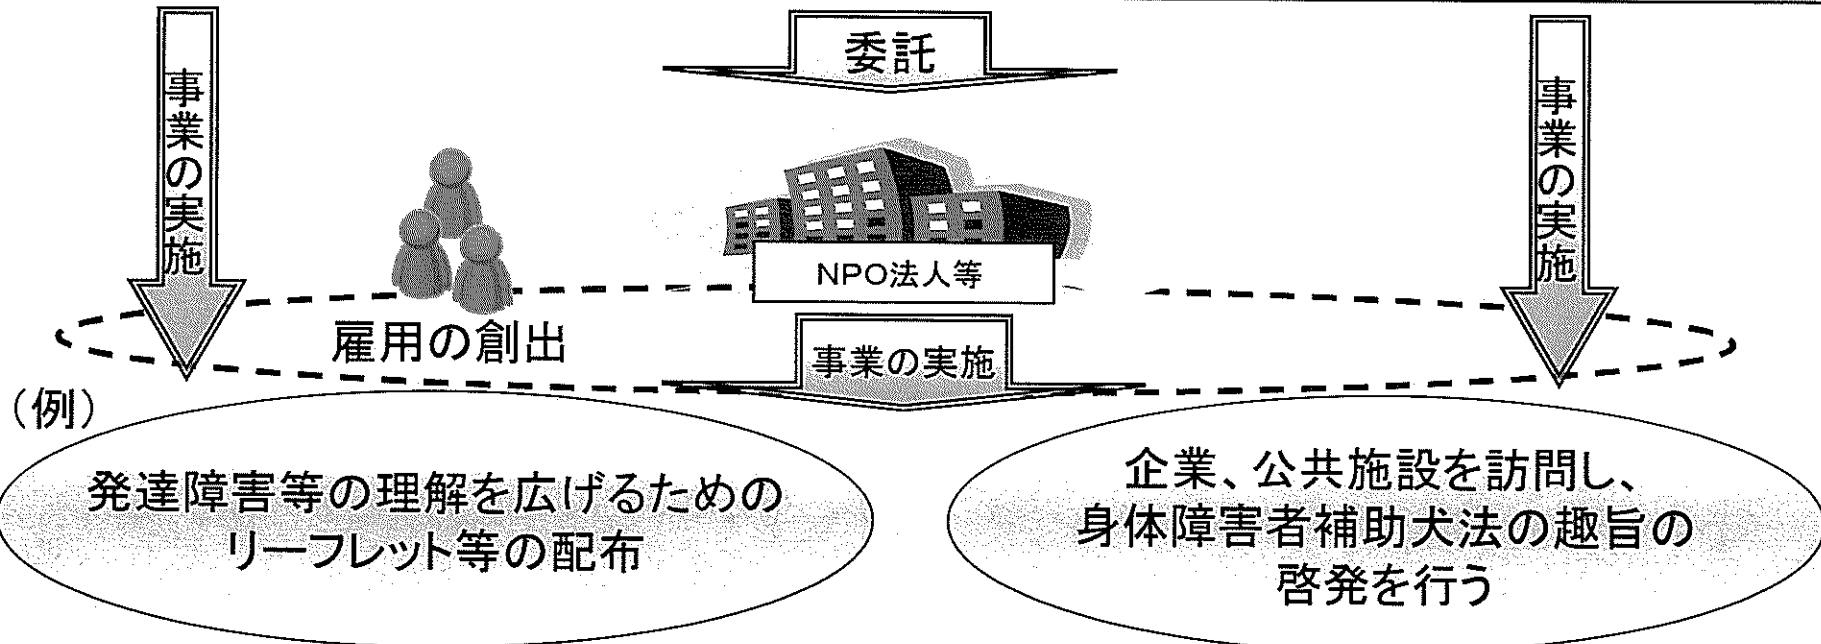 委託
事業の実施
事業の実施
NPO法人等
雇用の創出
事業の実施
(例)
発達障害等の理解を広げるための
リーフレット等の配布
企業、公共施設を訪問し、
身体障害者補助犬法の趣旨の
啓発を行う